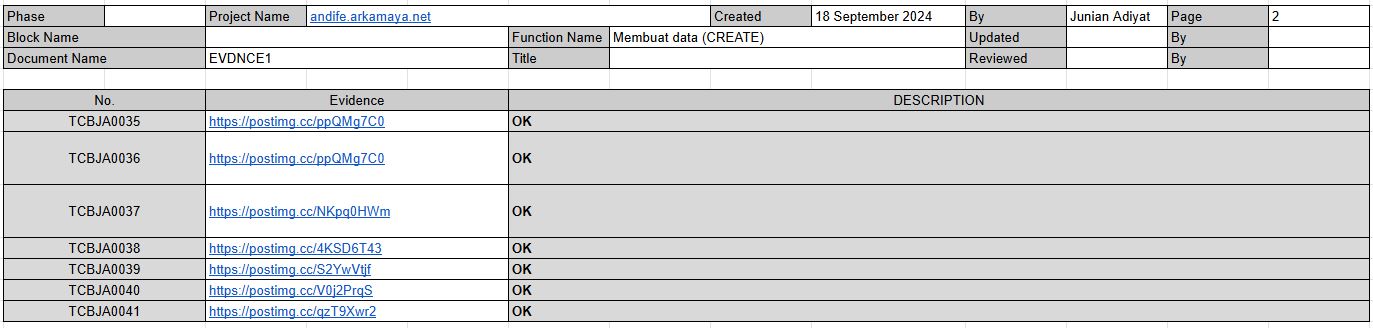 Phase Project Name andife.arkamaya.net Created 18 September 2024 By Junian Adiyat Page 2
Block Name Function Name Membuat data (CREATE) Updated By
Document Name EVDNCE1 Title Reviewed By
No. Evidence DESCRIPTION
TCBJA0035 https://postimg.cc/ppQMg7C0 OK
TCBJA0036 https://postimg.cc/ppQMg7C0 OK
TCBJA0037 https://postimg.cc/NKpq0HWm OK
TCBJA0038 https://postimg.cc/4KSD6T43 OK
TCBJA0039 https://postimg.cc/S2YwVtjf OK
TCBJA0040 https://postimg.cc/V0j2PrqS OK
TCBJA0041 https://postimg.cc/qzT9Xwr2 OK